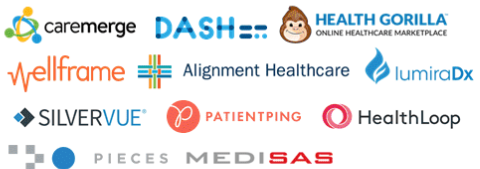 caremerge DASH HEALTH GORILLA®
ONLINE HEALTHCARE MARKETPLACE
Wellframe Alignment Healthcare lumiraDx
SILVERVUE® P PATIENTPING HealthLoop
PIECES MEDISAS